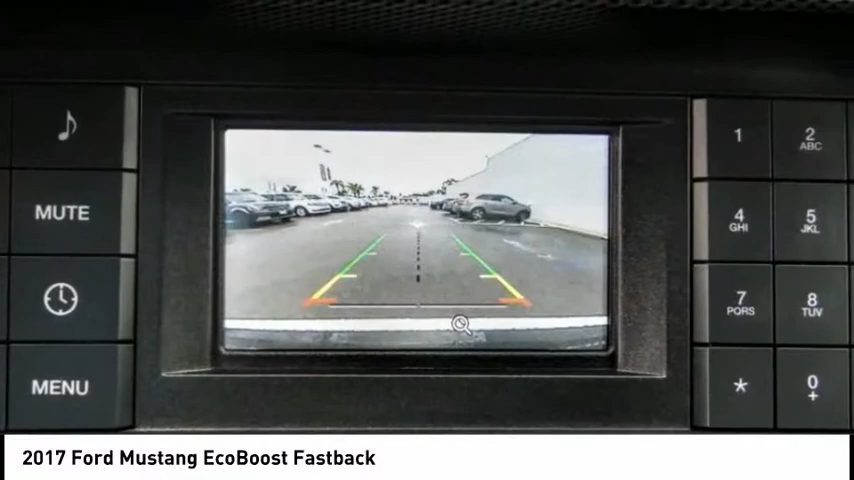 MUTE
MENU
1
2
ABC
4
GHI
5
JKL
7
PQRS
8
TUV
*
0
+
2017 Ford Mustang EcoBoost Fastback